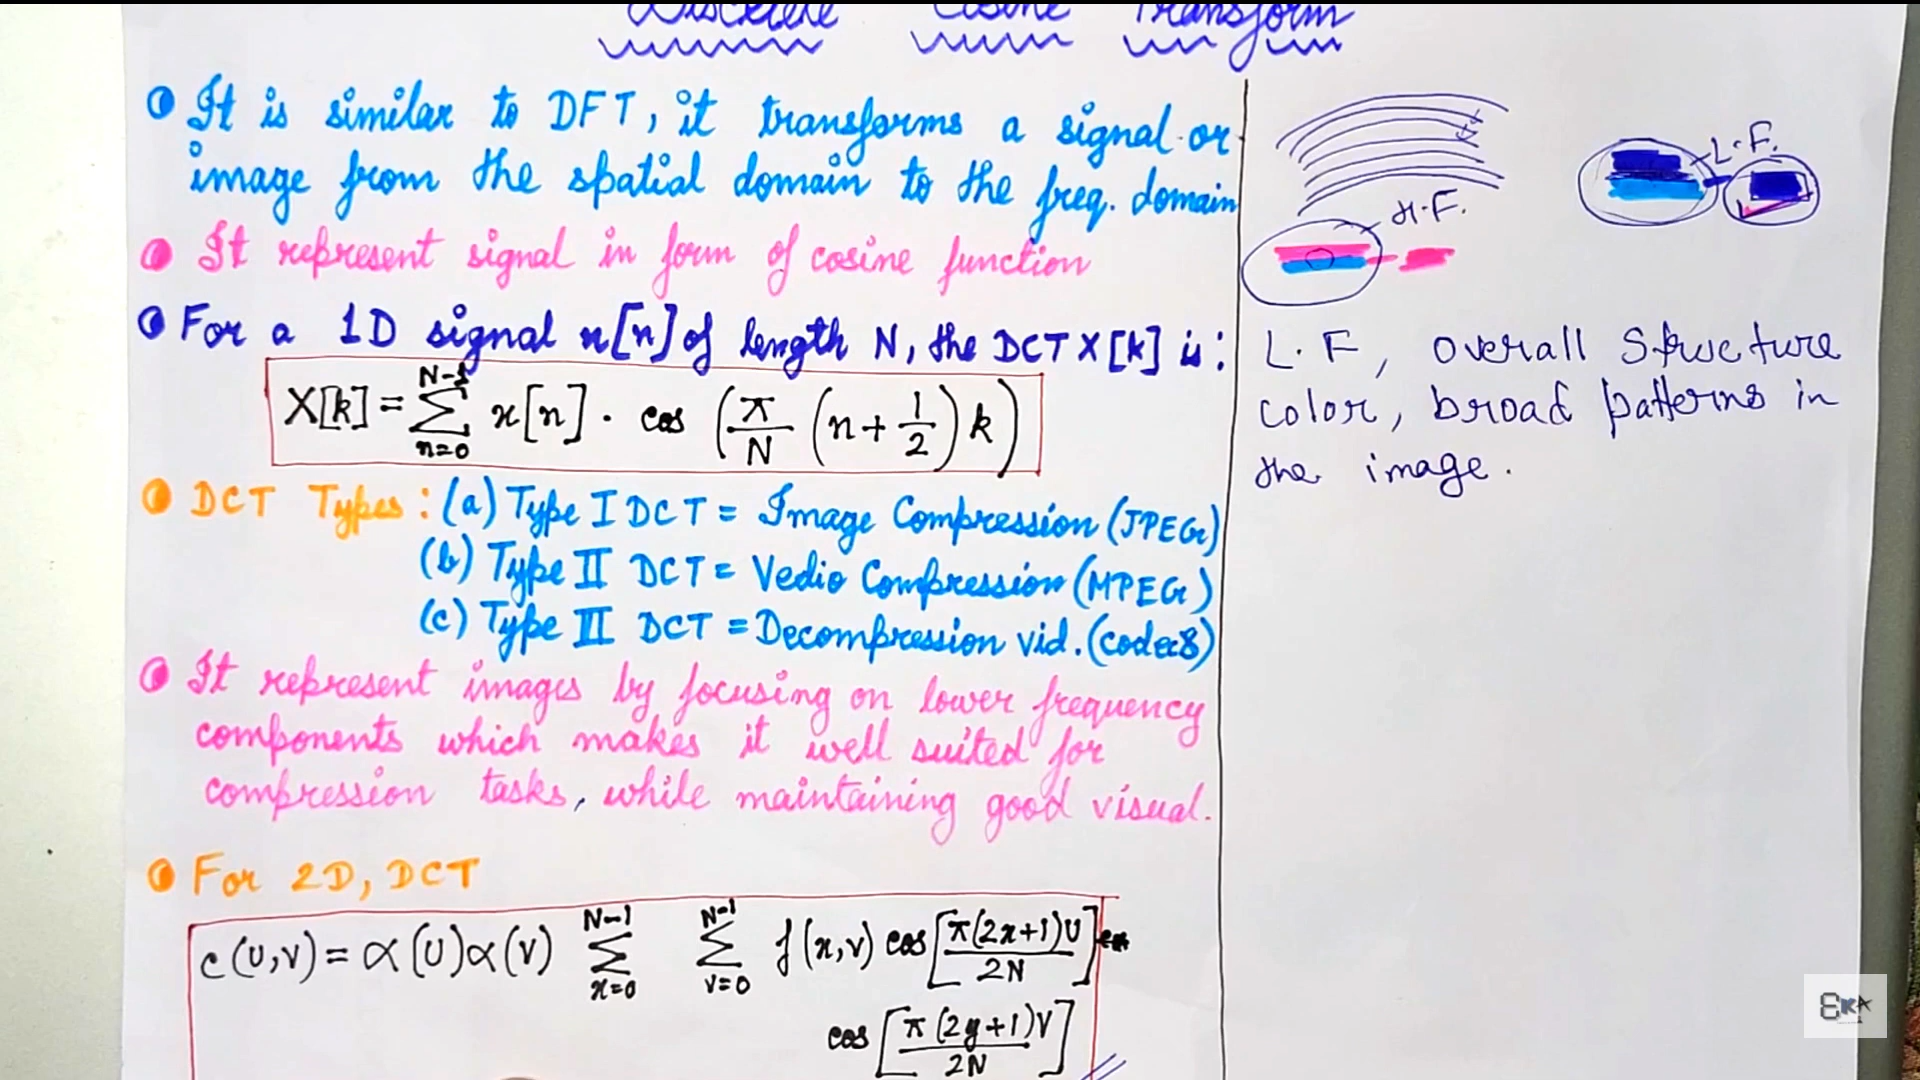 Discrete Cosine Transform
It is similar to DFT, it transforms a signal or
image from the spatial domain to the freq. domain
It represent signal in form of cosine function
For a 1D signal x[n] of length N, the DCT X[k] is:
X[k] = N-1 Σ n=0 x[n] · cos (π/N (n+1/2) k)
DCT Types: (a) Type I DCT = Image Compression (JPEG)
(b) Type II DCT = Vedio Compression (MPEG)
(c) Type III DCT = Decompression vid. (codecs)
It represent images by focusing on lower frequency
components which makes it well suited for
compression tasks, while maintaining good visual.
For 2D, DCT
c(u,v) = α(u)α(v) N-1 Σ x=0 N-1 Σ v=0 f(x,v) cos [π(2x+1)u / 2N]
cos [π(2y+1)v / 2N]
L.F.
H.F.
L.F, overall Structure
color, broad patterns in
the image.
EKA